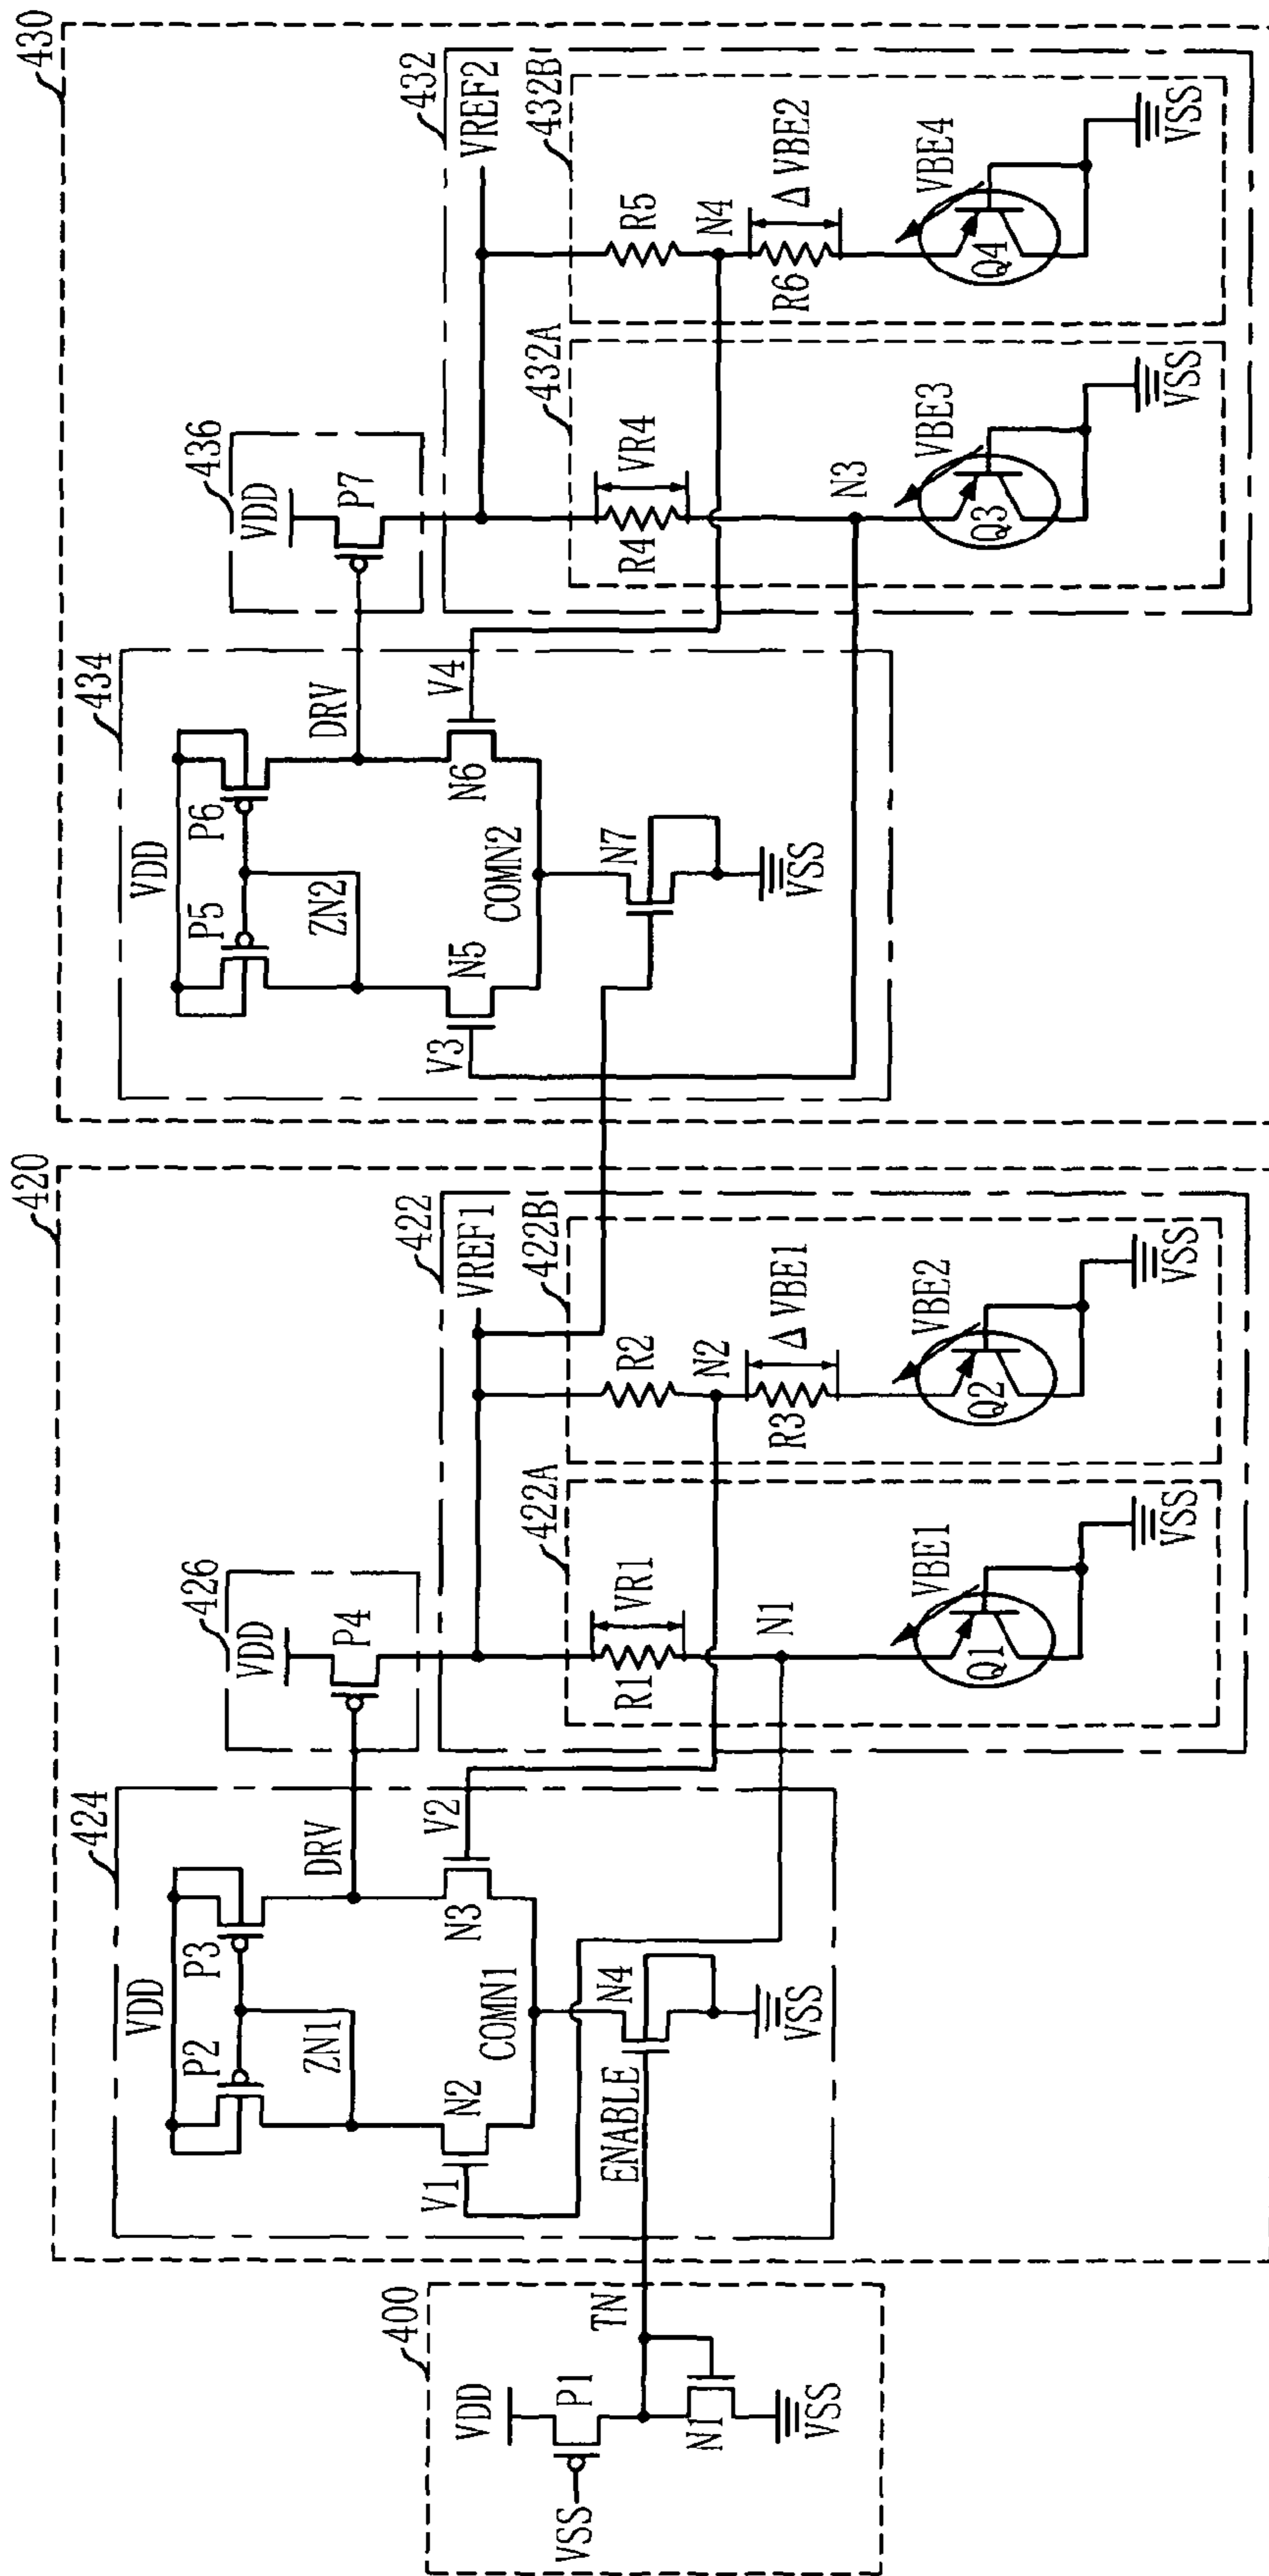 400
VDD
P1
VSS
TN
N1
VSS
420
424
VDD
P2
P3
ZN1
DRV
V1
N2
N3
V2
COMN1
ENABLE
N4
VSS
426
VDD
P4
422
VREF1
422A
422B
R1
VR1
R2
N1
N2
R3
Δ VBE1
Q1
VBE1
VSS
Q2
VBE2
VSS
430
434
VDD
P5
P6
ZN2
DRV
V3
N5
N6
V4
COMN2
N7
VSS
436
VDD
P7
432
VREF2
432A
432B
R4
VR4
R5
N3
N4
R6
Δ VBE2
Q3
VBE3
VSS
Q4
VBE4
VSS